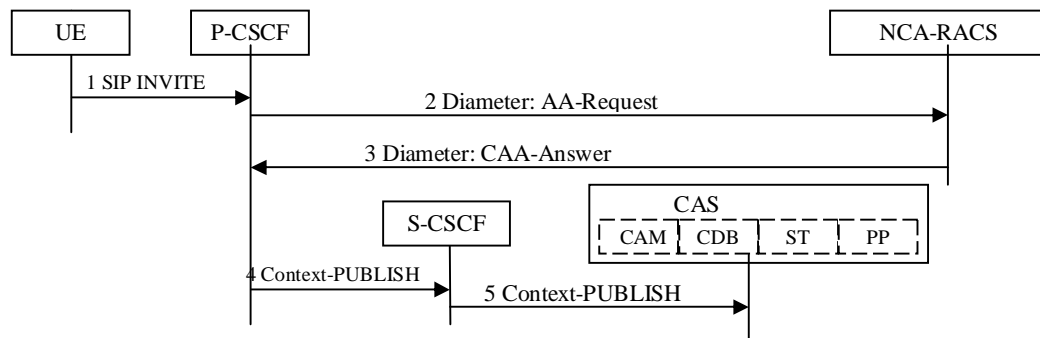 UE
P-CSCF
NCA-RACS
1 SIP INVITE
2 Diameter: AA-Request
3 Diameter: CAA-Answer
CAS
S-CSCF
CAM
CDB
ST
PP
4 Context-PUBLISH
5 Context-PUBLISH